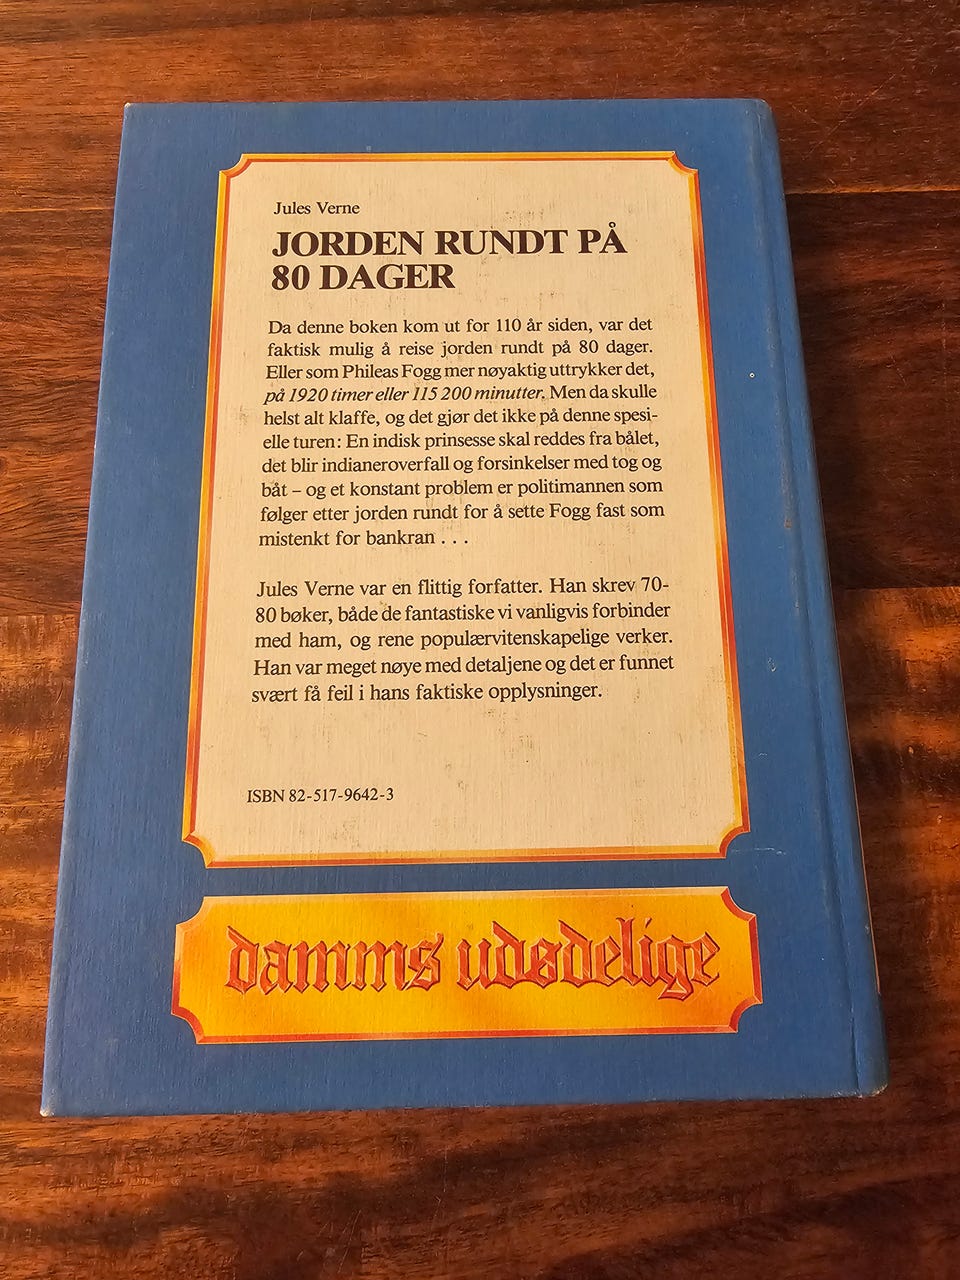 Jules Verne
JORDEN RUNDT PÅ
80 DAGER
Da denne boken kom ut for 110 år siden, var det
faktisk mulig å reise jorden rundt på 80 dager.
Eller som Phileas Fogg mer nøyaktig uttrykker det,
på 1920 timer eller 115 200 minutter. Men da skulle
helst alt klaffe, og det gjør det ikke på denne spesi-
elle turen: En indisk prinsesse skal reddes fra bålet,
det blir indianeroverfall og forsinkelser med tog og
båt – og et konstant problem er politimannen som
følger etter jorden rundt for å sette Fogg fast som
mistenkt for bankran . . .
Jules Verne var en flittig forfatter. Han skrev 70-
80 bøker, både de fantastiske vi vanligvis forbinder
med ham, og rene populærvitenskapelige verker.
Han var meget nøye med detaljene og det er funnet
svært få feil i hans faktiske opplysninger.
ISBN 82-517-9642-3
damms udødelige